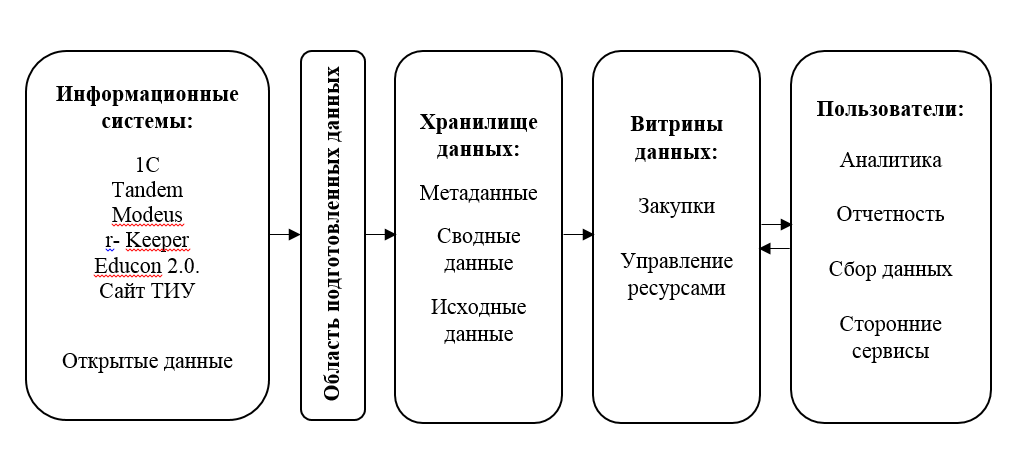 Информационные
системы:
1С
Tandem
Modeus
r- Keeper
Educon 2.0.
Сайт ТИУ
Открытые данные
Область подготовленных данных
Хранилище
данных:
Метаданные
Сводные
данные
Исходные
данные
Витрины
данных:
Закупки
Управление
ресурсами
Пользователи:
Аналитика
Отчетность
Сбор данных
Сторонние
сервисы